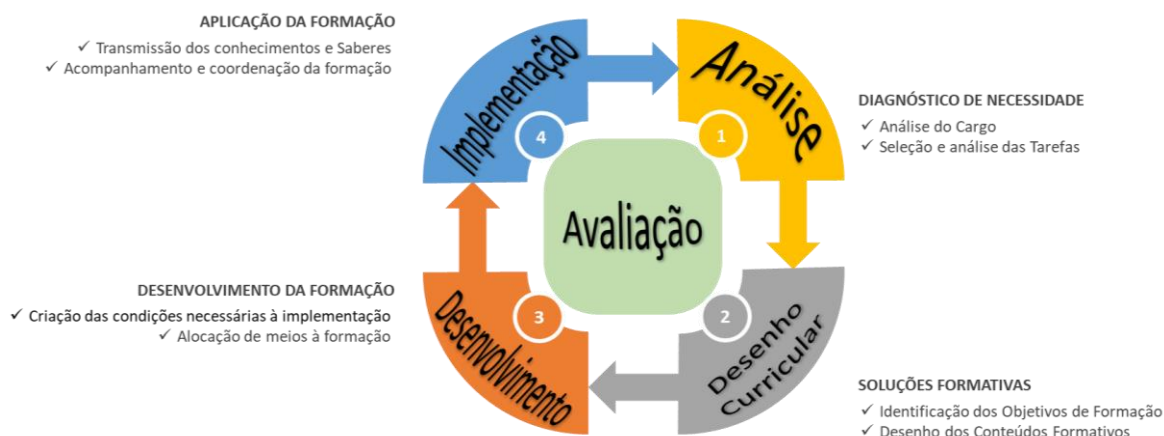 APLICAÇÃO DA FORMAÇÃO
✓ Transmissão dos conhecimentos e Saberes
✓ Acompanhamento e coordenação da formação
Implementação
4
Análise
1
DIAGNÓSTICO DE NECESSIDADE
✓ Análise do Cargo
✓ Seleção e análise das Tarefas
Avaliação
DESENVOLVIMENTO DA FORMAÇÃO
✓ Criação das condições necessárias à implementação
✓ Alocação de meios à formação
Desenvolvimento
3
2
Desenho
Curricular
SOLUÇÕES FORMATIVAS
✓ Identificação dos Objetivos de Formação
✓ Desenho dos Conteúdos Formativos